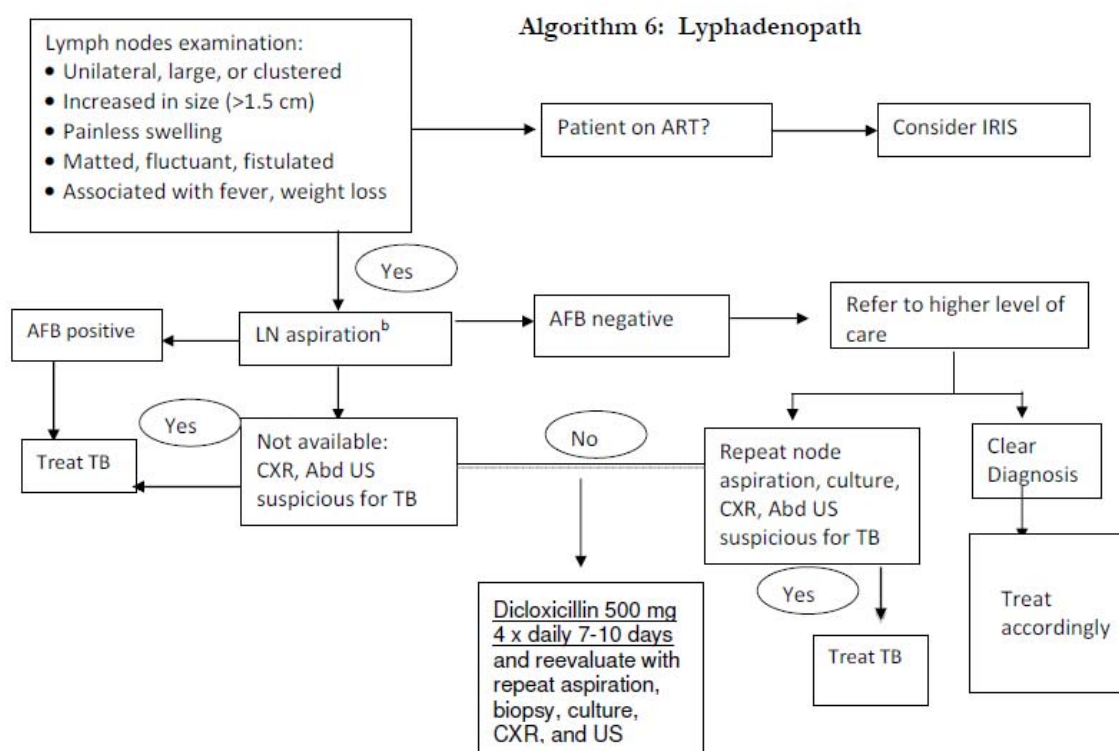 Algorithm 6:  Lyphadenopath
Lymph nodes examination:
• Unilateral, large, or clustered
• Increased in size (>1.5 cm)
• Painless swelling
• Matted, fluctuant, fistulated
• Associated with fever, weight loss
Patient on ART?
Consider IRIS
Yes
AFB positive
LN aspirationᵇ
AFB negative
Refer to higher level of
care
Yes
Treat TB
Not available:
CXR, Abd US
suspicious for TB
No
Repeat node
aspiration, culture,
CXR, Abd US
suspicious for TB
Clear
Diagnosis
Dicloxicillin 500 mg
4 x daily 7-10 days
and reevaluate with
repeat aspiration,
biopsy, culture,
CXR, and US
Yes
Treat TB
Treat
accordingly